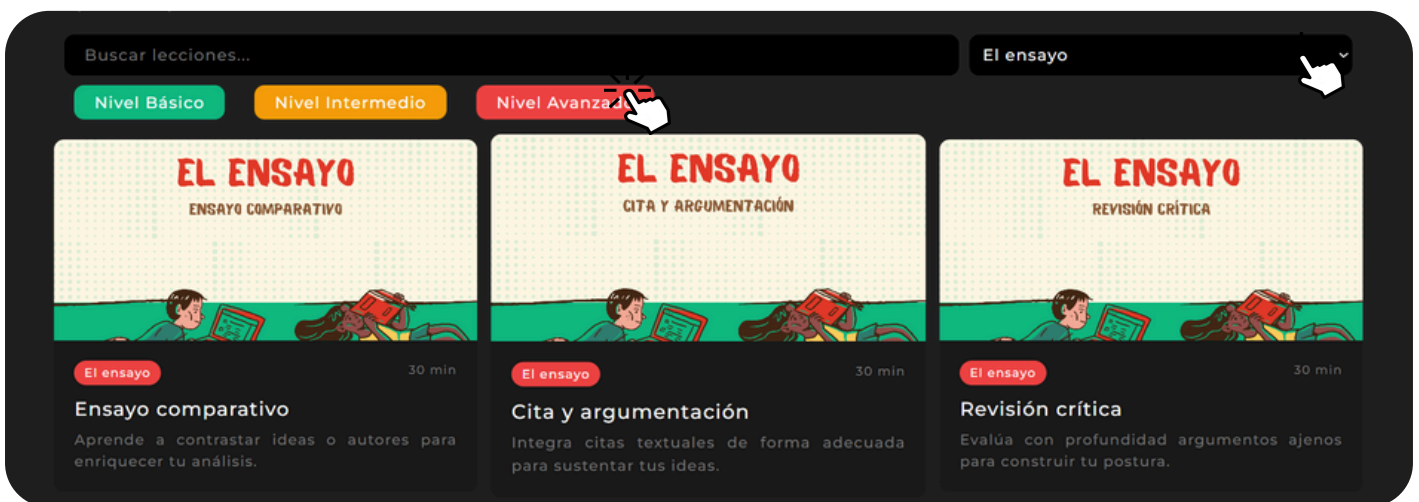 Buscar lecciones...
El ensayo
Nivel Básico
Nivel Intermedio
Nivel Avanzado
EL ENSAYO
ENSAYO COMPARATIVO
El ensayo
30 min
Ensayo comparativo
Aprende a contrastar ideas o autores para
enriquecer tu análisis.
EL ENSAYO
CITA Y ARGUMENTACIÓN
El ensayo
30 min
Cita y argumentación
Integra citas textuales de forma adecuada
para sustentar tus ideas.
EL ENSAYO
REVISIÓN CRÍTICA
El ensayo
30 min
Revisión crítica
Evalúa con profundidad argumentos ajenos
para construir tu postura.